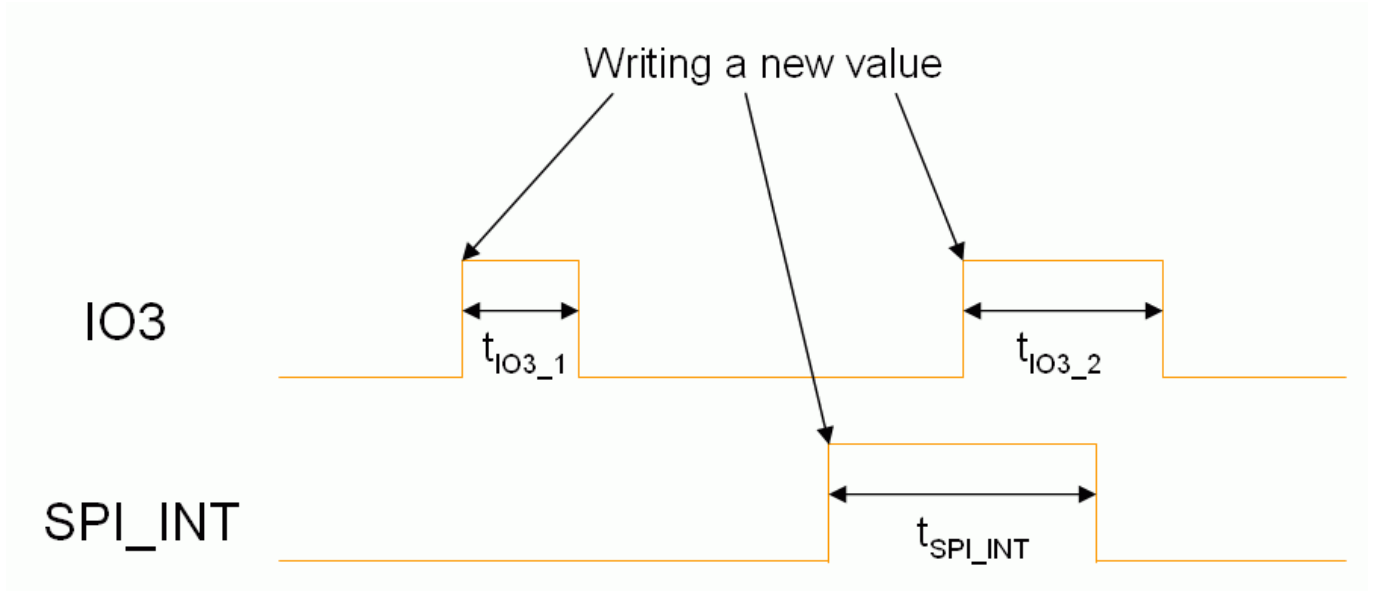 Writing a new value
IO3
tIO3_1
tIO3_2
SPI_INT
tSPI_INT